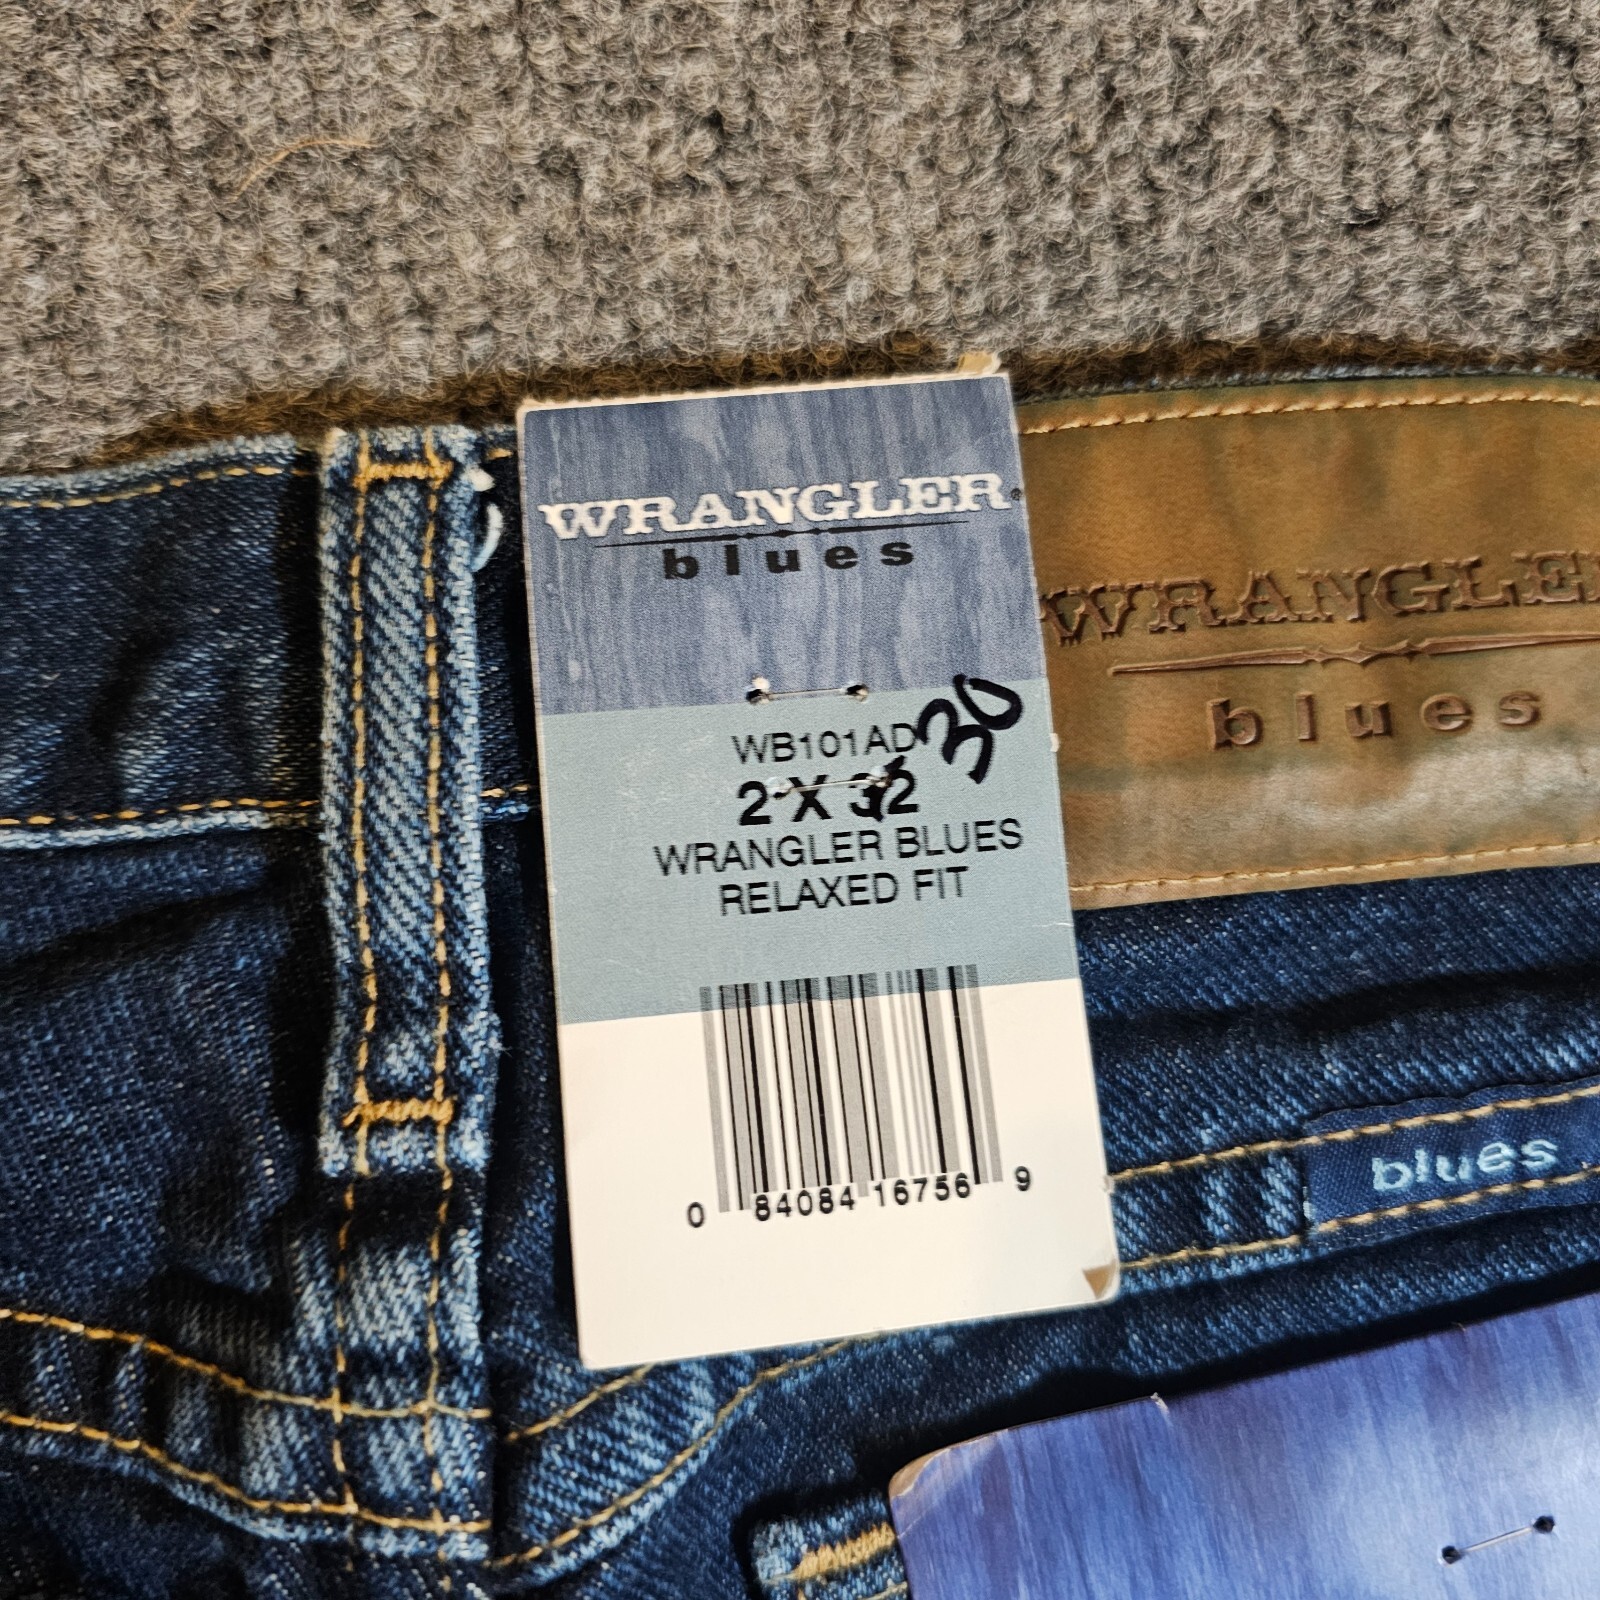 WRANGLER®
blues
30
WB101AD
2 X 32
WRANGLER BLUES
RELAXED FIT
0 84084 16756 9
WRANGLER
blues
blues